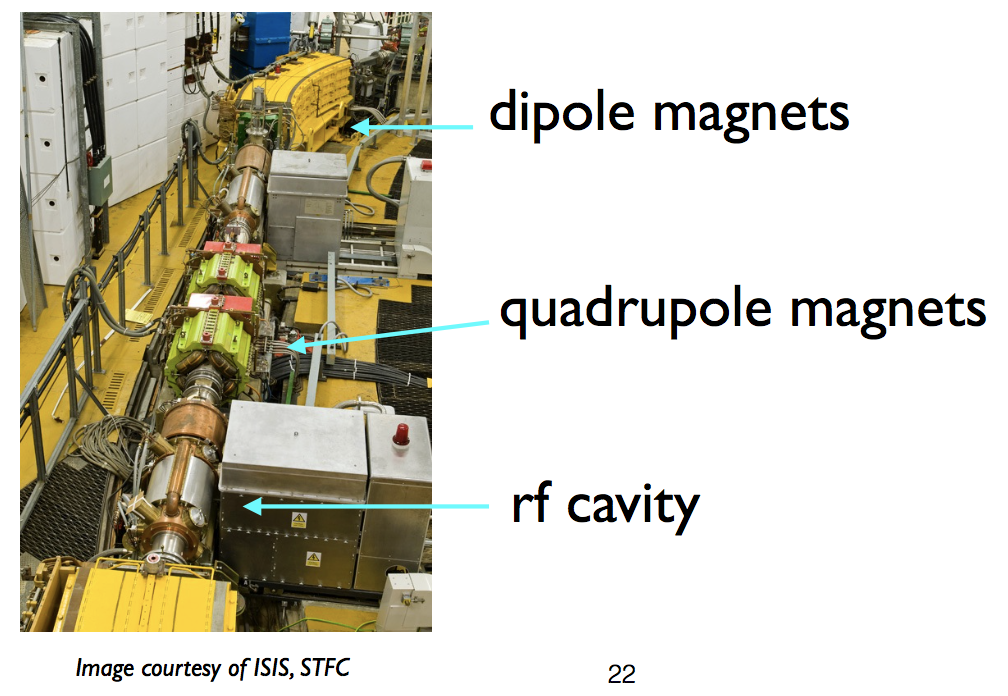 dipole magnets
quadrupole magnets
rf cavity
Image courtesy of ISIS, STFC
22